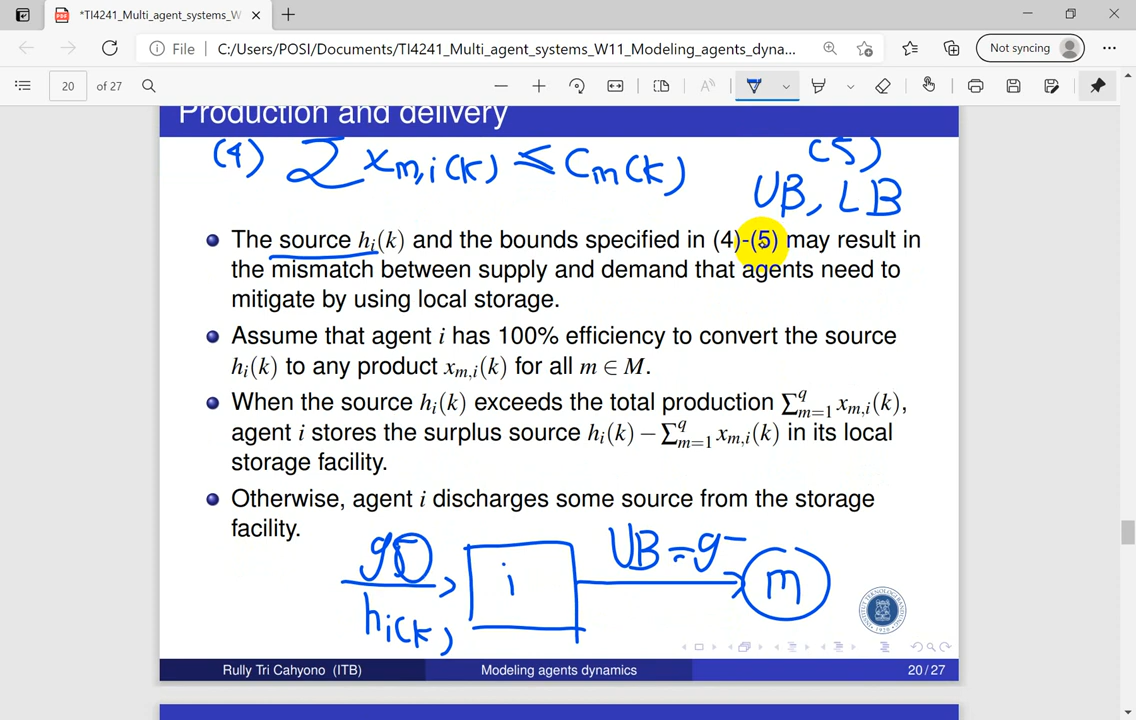 *TI4241_Multi_agent_systems_W
File
C:/Users/POSI/Documents/TI4241_Multi_agent_systems_W11_Modeling_agents_dyna...
Not syncing
20 of 27
Production and delivery
(4) Σ xm,i(k) ≤ Cm(k)
(5)
UB, LB
The source hᵢ(k) and the bounds specified in (4)-(5) may result in
the mismatch between supply and demand that agents need to
mitigate by using local storage.
Assume that agent i has 100% efficiency to convert the source
hᵢ(k) to any product xm,i(k) for all m ∈ M.
When the source hᵢ(k) exceeds the total production ∑_{m=1}^{q} xm,i(k),
agent i stores the surplus source hᵢ(k) − ∑_{m=1}^{q} xm,i(k) in its local
storage facility.
Otherwise, agent i discharges some source from the storage
facility.
hi(k)
i
UB =
m
Rully Tri Cahyono (ITB)
Modeling agents dynamics
20/27